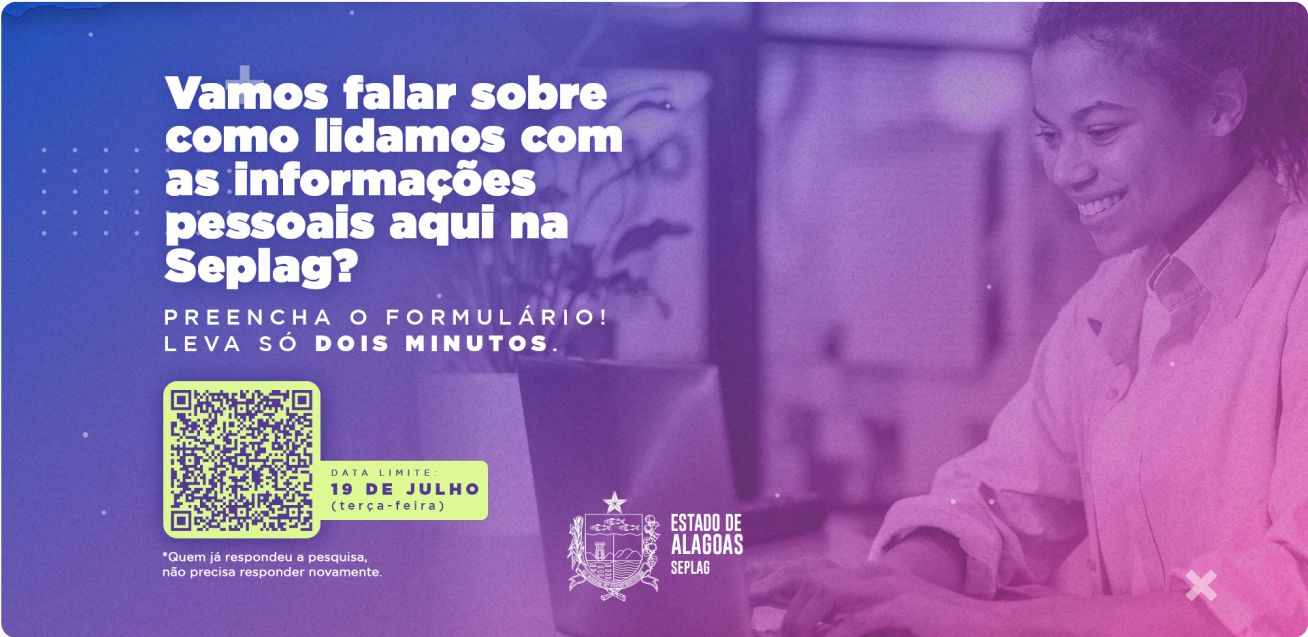 Vamos falar sobre
como lidamos com
as informações
pessoais aqui na
Seplag?
PREENCHA O FORMULÁRIO!
LEVA SÓ DOIS MINUTOS.
DATA LIMITE:
19 DE JULHO
(terça-feira)
*Quem já respondeu a pesquisa,
não precisa responder novamente.
ESTADO DE
ALAGOAS
SEPLAG